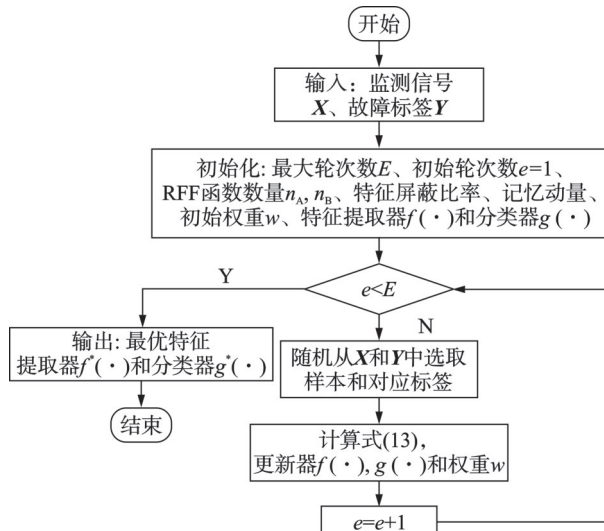 开始
输入：监测信号
X、故障标签Y
初始化: 最大轮次数E、初始轮次数e=1、
RFF函数数量nA, nB、特征屏蔽比率、记忆动量、
初始权重w、特征提取器f(·)和分类器g(·)
e<E
Y
N
输出: 最优特征
提取器f*(·)和分类器g*(·)
结束
随机从X和Y中选取
样本和对应标签
计算式(13),
更新器f(·), g(·)和权重w
e=e+1